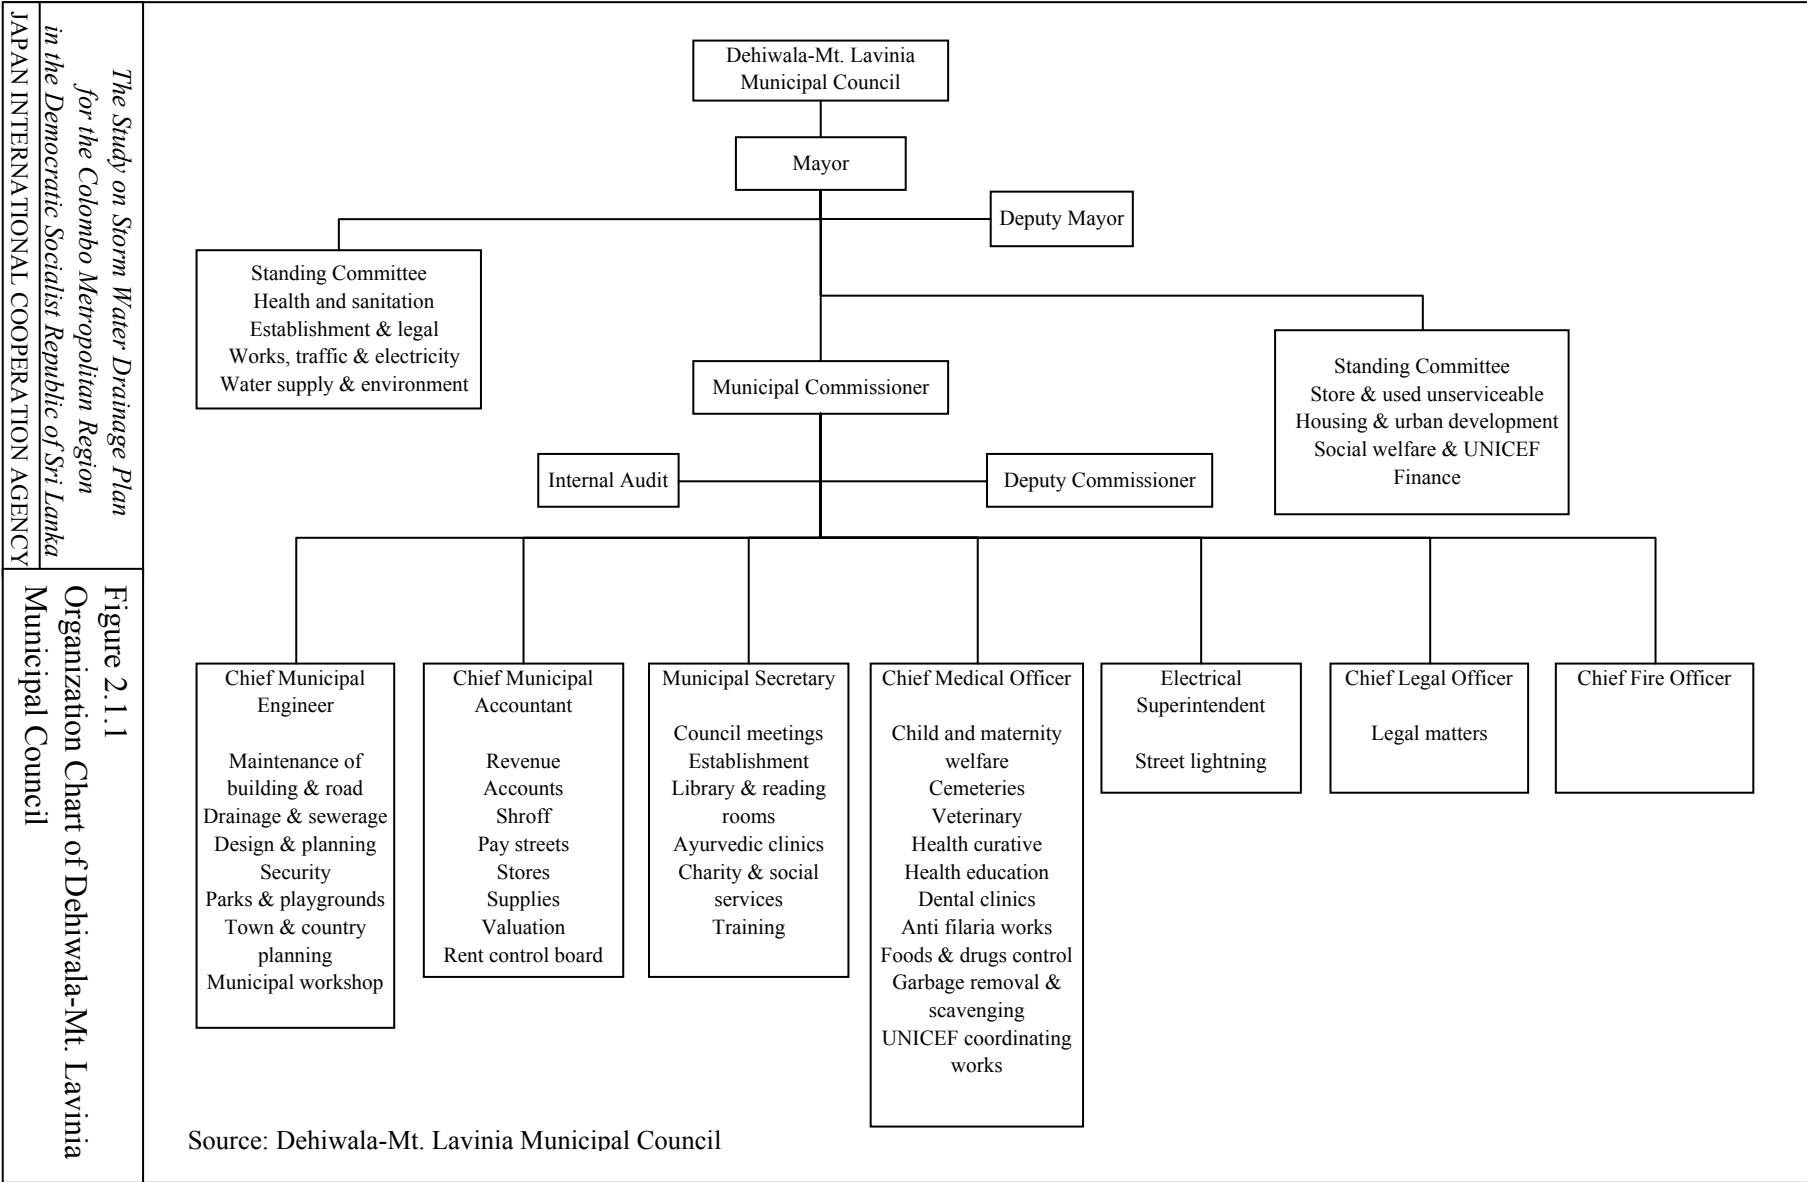 Dehiwala-Mt. Lavinia
Municipal Council
Mayor
Deputy Mayor
Standing Committee
Health and sanitation
Establishment & legal
Works, traffic & electricity
Water supply & environment
Standing Committee
Store & used unserviceable
Housing & urban development
Social welfare & UNICEF
Finance
Municipal Commissioner
Internal Audit
Deputy Commissioner
Chief Municipal
Engineer
Maintenance of
building & road
Drainage & sewerage
Design & planning
Security
Parks & playgrounds
Town & country
planning
Municipal workshop
Chief Municipal
Accountant
Revenue
Accounts
Shroff
Pay streets
Stores
Supplies
Valuation
Rent control board
Municipal Secretary
Council meetings
Establishment
Library & reading
rooms
Ayurvedic clinics
Charity & social
services
Training
Chief Medical Officer
Child and maternity
welfare
Cemeteries
Veterinary
Health curative
Health education
Dental clinics
Anti filaria works
Foods & drugs control
Garbage removal &
scavenging
UNICEF coordinating
works
Electrical
Superintendent
Street lightning
Chief Legal Officer
Legal matters
Chief Fire Officer
Source: Dehiwala-Mt. Lavinia Municipal Council
The Study on Storm Water Drainage Plan
for the Colombo Metropolitan Region
in the Democratic Socialist Republic of Sri Lanka
JAPAN INTERNATIONAL COOPERATION AGENCY
Figure 2.1.1
Organization Chart of Dehiwala-Mt. Lavinia
Municipal Council